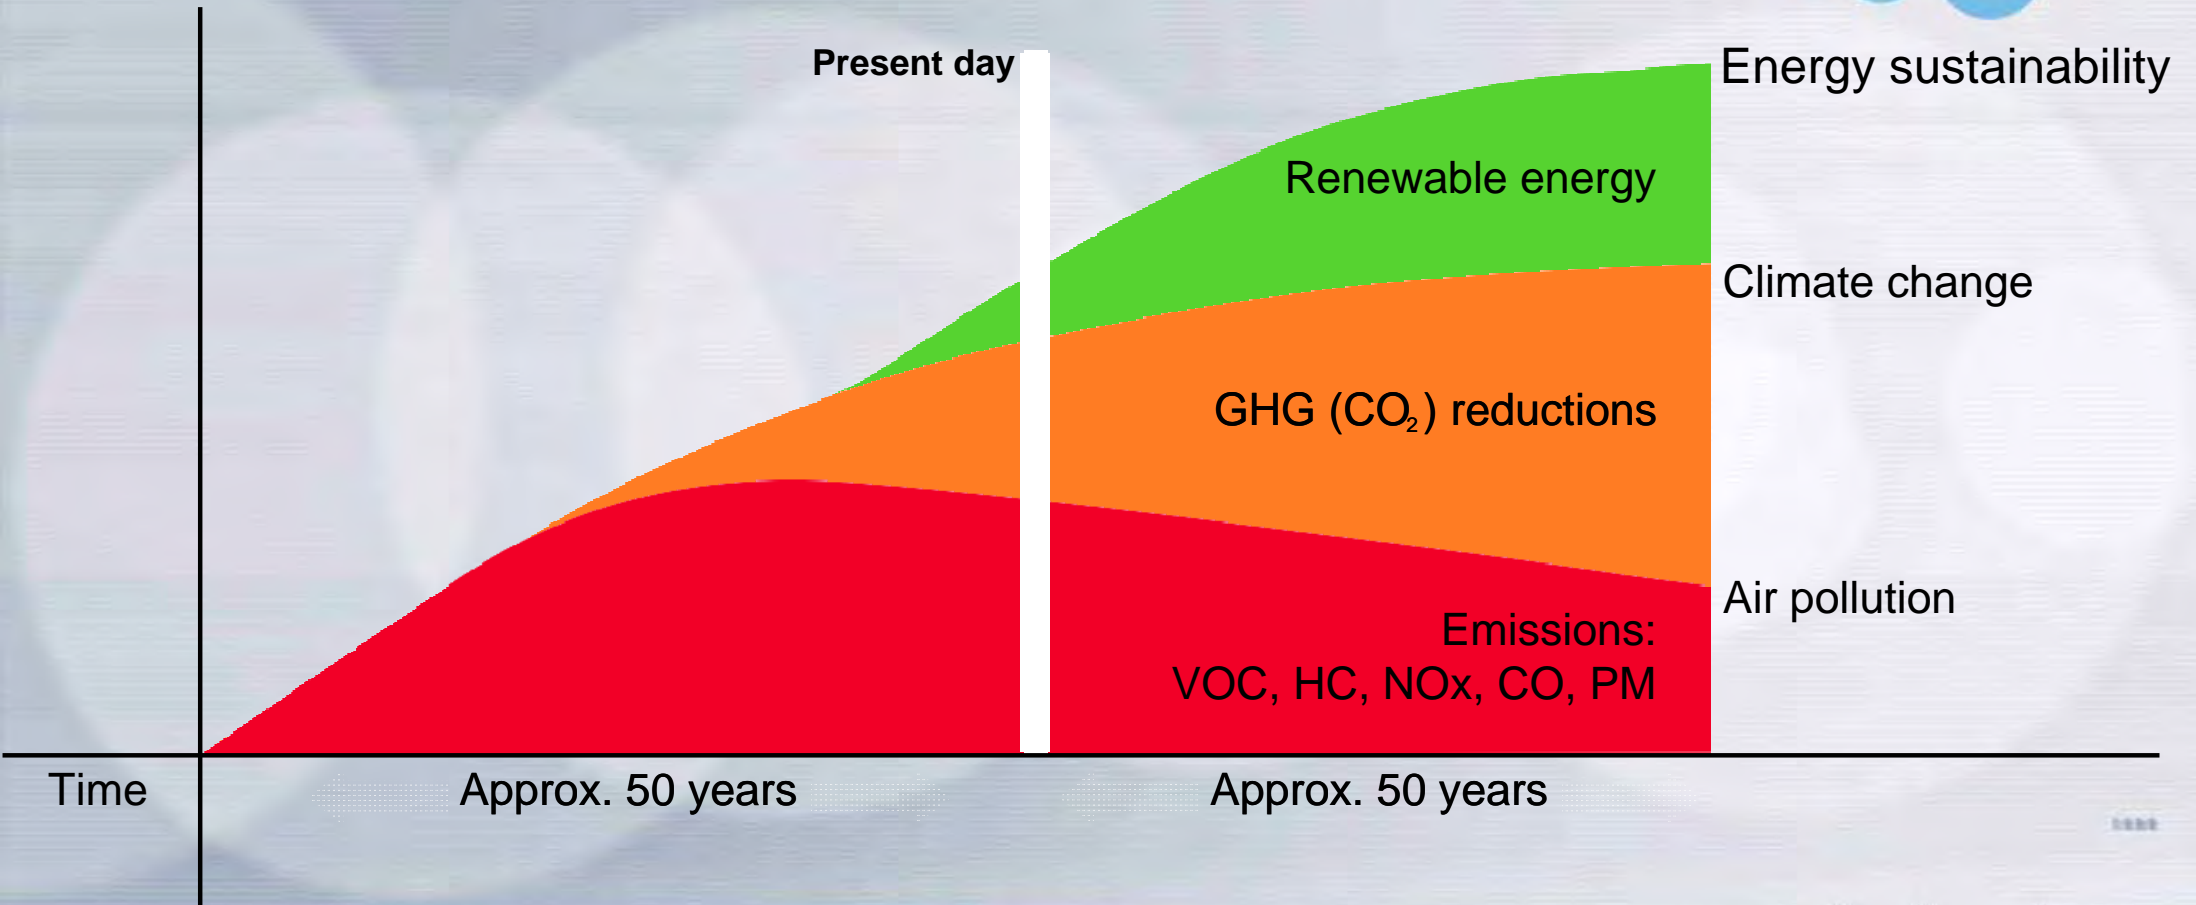 Present day
Energy sustainability
Renewable energy
Climate change
GHG (CO₂) reductions
Air pollution
Emissions:
VOC, HC, NOx, CO, PM
Time
Approx. 50 years
Approx. 50 years